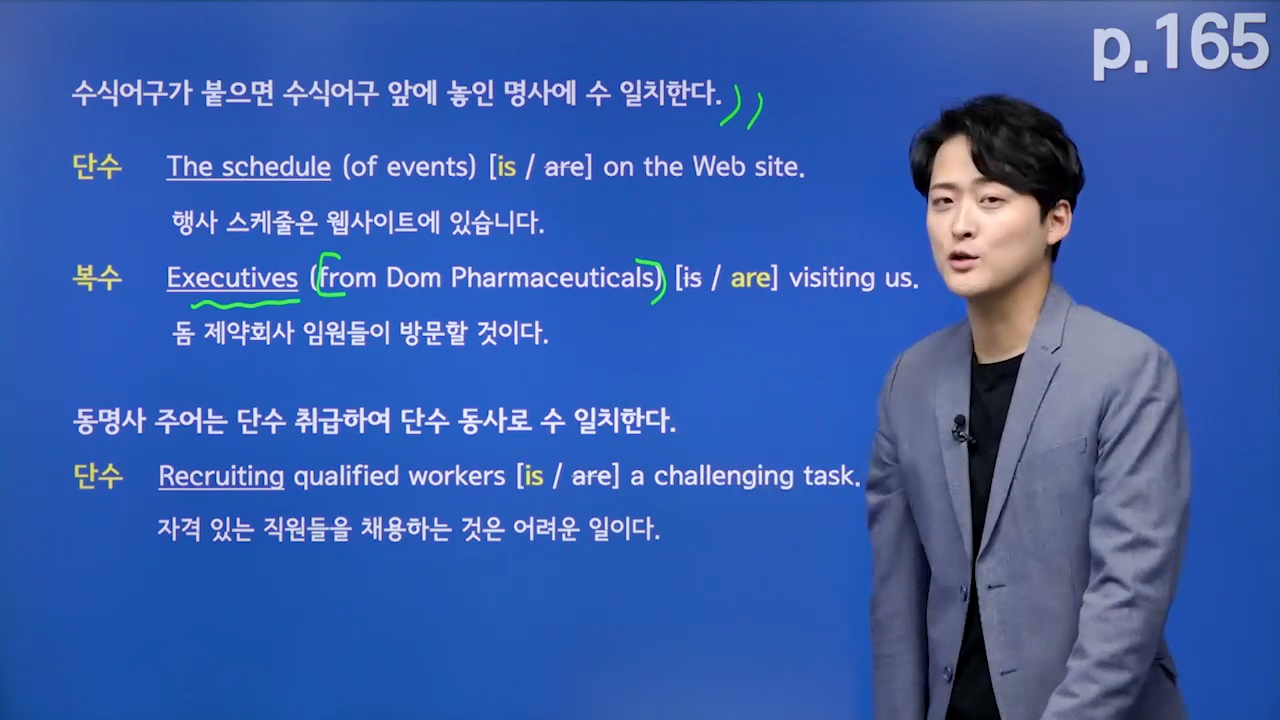 p.165
수식어구가 붙으면 수식어구 앞에 놓인 명사에 수 일치한다.
단수 The schedule (of events) [is / are] on the Web site.
행사 스케줄은 웹사이트에 있습니다.
복수 Executives (from Dom Pharmaceuticals) [is / are] visiting us.
돔 제약회사 임원들이 방문할 것이다.
동명사 주어는 단수 취급하여 단수 동사로 수 일치한다.
단수 Recruiting qualified workers [is / are] a challenging task.
자격 있는 직원들을 채용하는 것은 어려운 일이다.